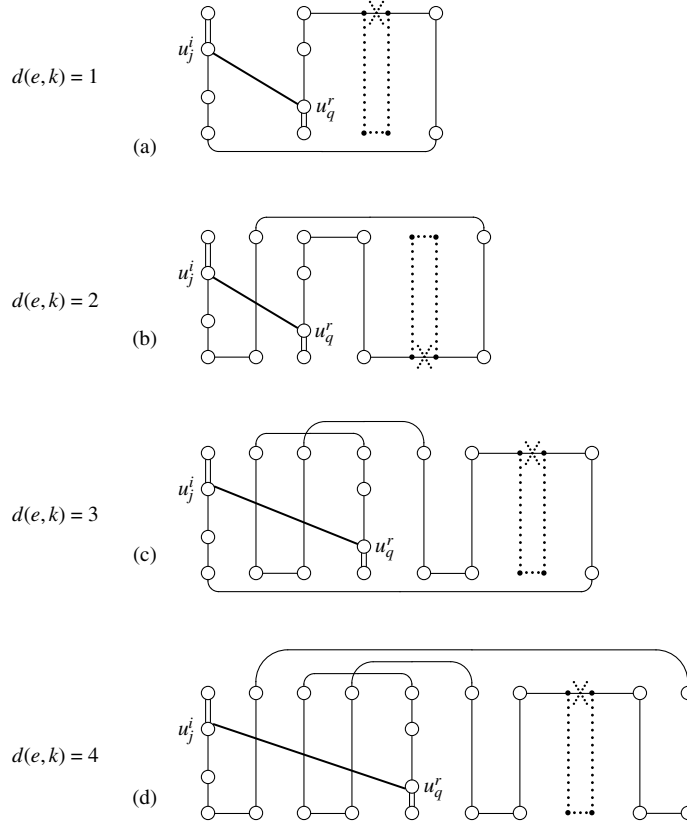 u_j^i
d(e,k) = 1
u_q^r
(a)
u_j^i
d(e,k) = 2
u_q^r
(b)
u_j^i
d(e,k) = 3
u_q^r
(c)
u_j^i
d(e,k) = 4
u_q^r
(d)